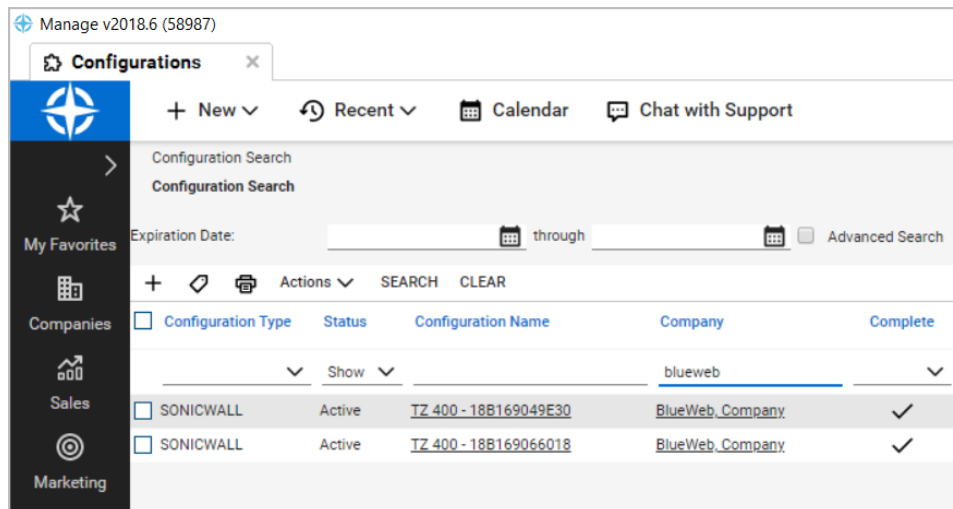 Manage v2018.6 (58987)
Configurations
New Recent Calendar Chat with Support
Configuration Search
Configuration Search
My Favorites
Expiration Date: through Advanced Search
Actions SEARCH CLEAR
Companies
Configuration Type Status Configuration Name Company Complete
Show blueweb
Sales
SONICWALL Active TZ 400 - 18B169049E30 BlueWeb, Company
SONICWALL Active TZ 400 - 18B169066018 BlueWeb, Company
Marketing